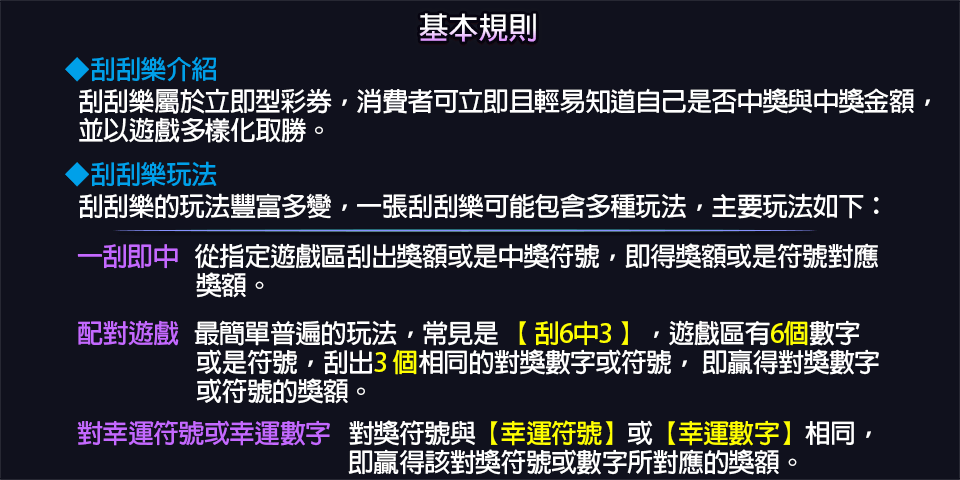 基本規則
◆刮刮樂介紹
刮刮樂屬於立即型彩券，消費者可立即且輕易知道自己是否中獎與中獎金額，
並以遊戲多樣化取勝。
◆刮刮樂玩法
刮刮樂的玩法豐富多變，一張刮刮樂可能包含多種玩法，主要玩法如下：
一刮即中 從指定遊戲區刮出獎額或是中獎符號，即得獎額或是符號對應
獎額。
配對遊戲 最簡單普遍的玩法，常見是【刮6中3】，遊戲區有6個數字
或是符號，刮出3個相同的對獎數字或符號，即贏得對獎數字
或符號的獎額。
對幸運符號或幸運數字 對獎符號與【幸運符號】或【幸運數字】相同，
即贏得該對獎符號或數字所對應的獎額。